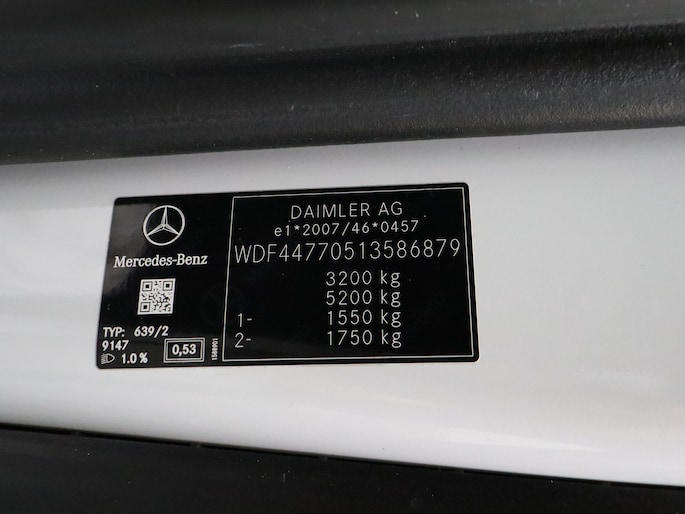 Mercedes-Benz
TYP: 639/2
9147
1.0 %
0,53
1568901
DAIMLER AG
e1*2007/46*0457
WDF44770513586879
3200 kg
5200 kg
1- 1550 kg
2- 1750 kg